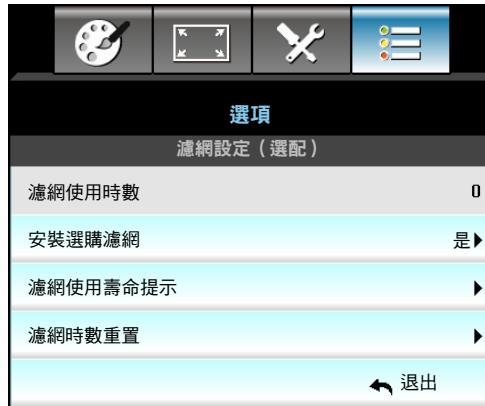 選項
濾網設定（選配）
濾網使用時數 0
安裝選購濾網 是
濾網使用壽命提示
濾網時數重置
退出